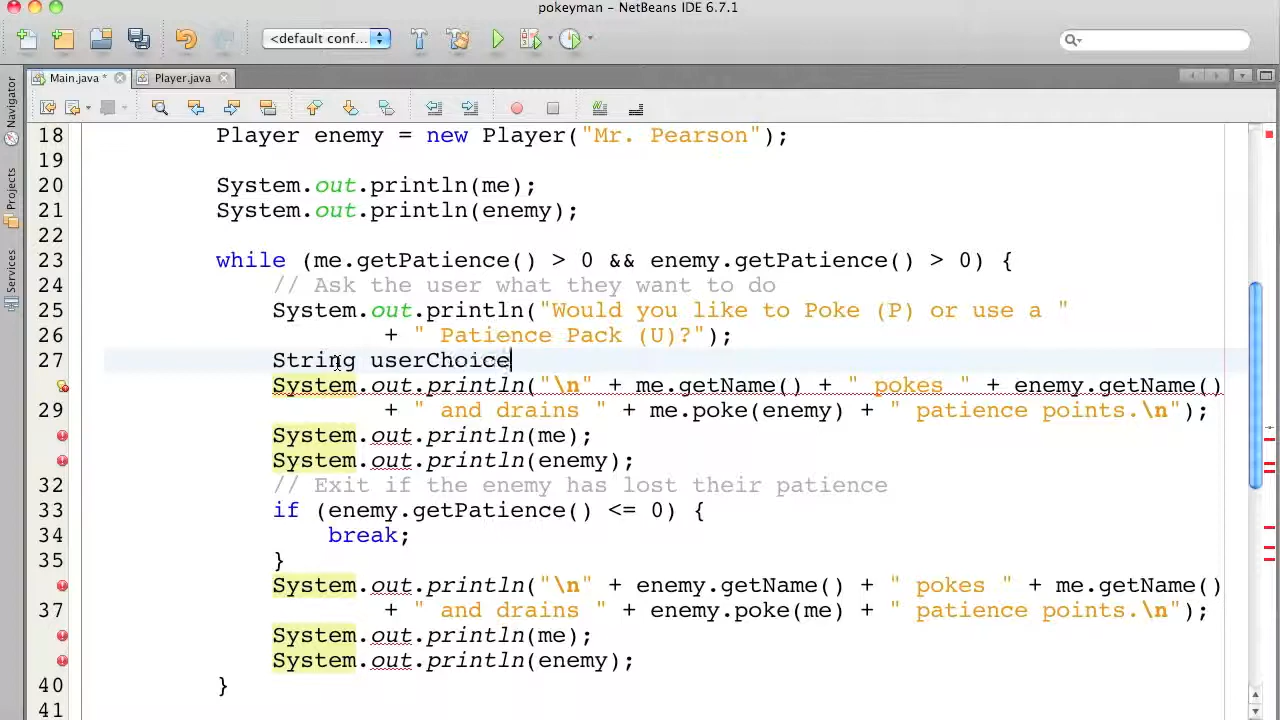 pokeyman – NetBeans IDE 6.7.1
<default conf...
Main.java *
Player.java
Navigator
Projects
Services
18 Player enemy = new Player("Mr. Pearson");
19
20 System.out.println(me);
21 System.out.println(enemy);
22
23 while (me.getPatience() > 0 && enemy.getPatience() > 0) {
24 // Ask the user what they want to do
25 System.out.println("Would you like to Poke (P) or use a "
26 + " Patience Pack (U)?");
27 String userChoice
System.out.println("\n" + me.getName() + " pokes " + enemy.getName()
29 + " and drains " + me.poke(enemy) + " patience points.\n");
System.out.println(me);
System.out.println(enemy);
32 // Exit if the enemy has lost their patience
33 if (enemy.getPatience() <= 0) {
34 break;
35 }
System.out.println("\n" + enemy.getName() + " pokes " + me.getName()
37 + " and drains " + enemy.poke(me) + " patience points.\n");
System.out.println(me);
System.out.println(enemy);
40 }
41